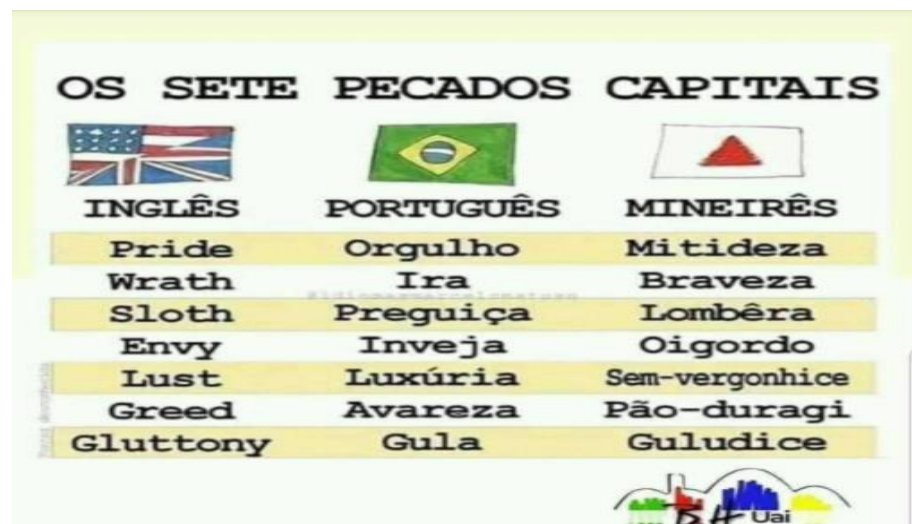 OS SETE PECADOS CAPITAIS
INGLÊS PORTUGUÊS MINEIRÊS
Pride Orgulho Mitideza
Wrath Ira Braveza
Sloth Preguiça Lombêra
Envy Inveja Oigordo
Lust Luxúria Sem-vergonhice
Greed Avareza Pão-duragi
Gluttony Gula Guludice
BH Uai